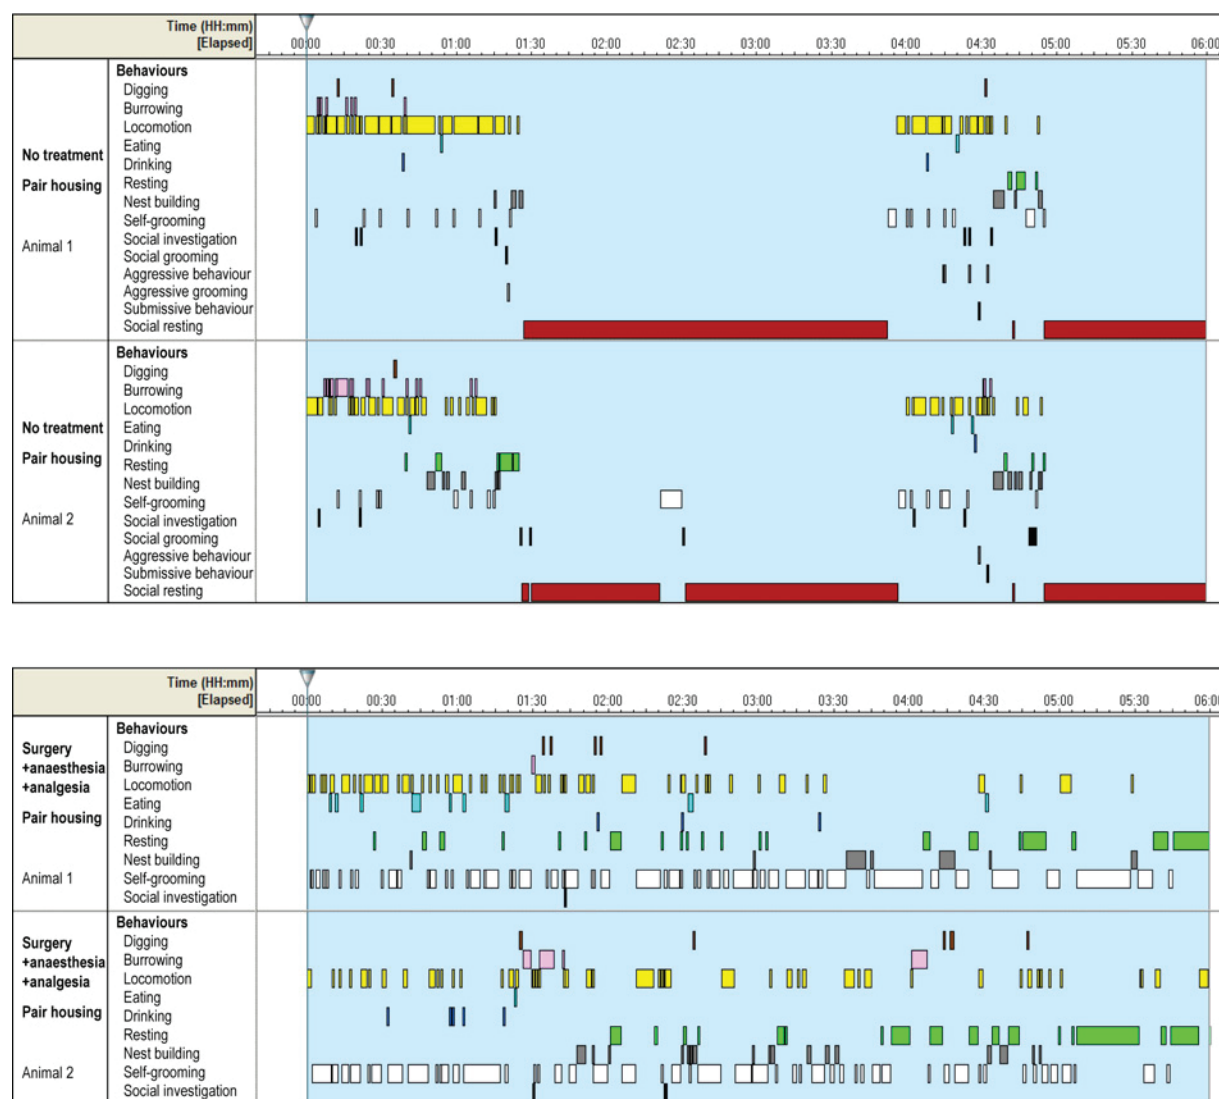 Time (HH:mm)
[Elapsed]
00:00 00:30 01:00 01:30 02:00 02:30 03:00 03:30 04:00 04:30 05:00 05:30 06:00
No treatment
Pair housing
Animal 1
Behaviours
Digging
Burrowing
Locomotion
Eating
Drinking
Resting
Nest building
Self-grooming
Social investigation
Social grooming
Aggressive behaviour
Aggressive grooming
Submissive behaviour
Social resting
No treatment
Pair housing
Animal 2
Behaviours
Digging
Burrowing
Locomotion
Eating
Drinking
Resting
Nest building
Self-grooming
Social investigation
Social grooming
Aggressive behaviour
Submissive behaviour
Social resting
Time (HH:mm)
[Elapsed]
00:00 00:30 01:00 01:30 02:00 02:30 03:00 03:30 04:00 04:30 05:00 05:30 06:0
Surgery
+anaesthesia
+analgesia
Pair housing
Animal 1
Behaviours
Digging
Burrowing
Locomotion
Eating
Drinking
Resting
Nest building
Self-grooming
Social investigation
Surgery
+anaesthesia
+analgesia
Pair housing
Animal 2
Behaviours
Digging
Burrowing
Locomotion
Eating
Drinking
Resting
Nest building
Self-grooming
Social investigation